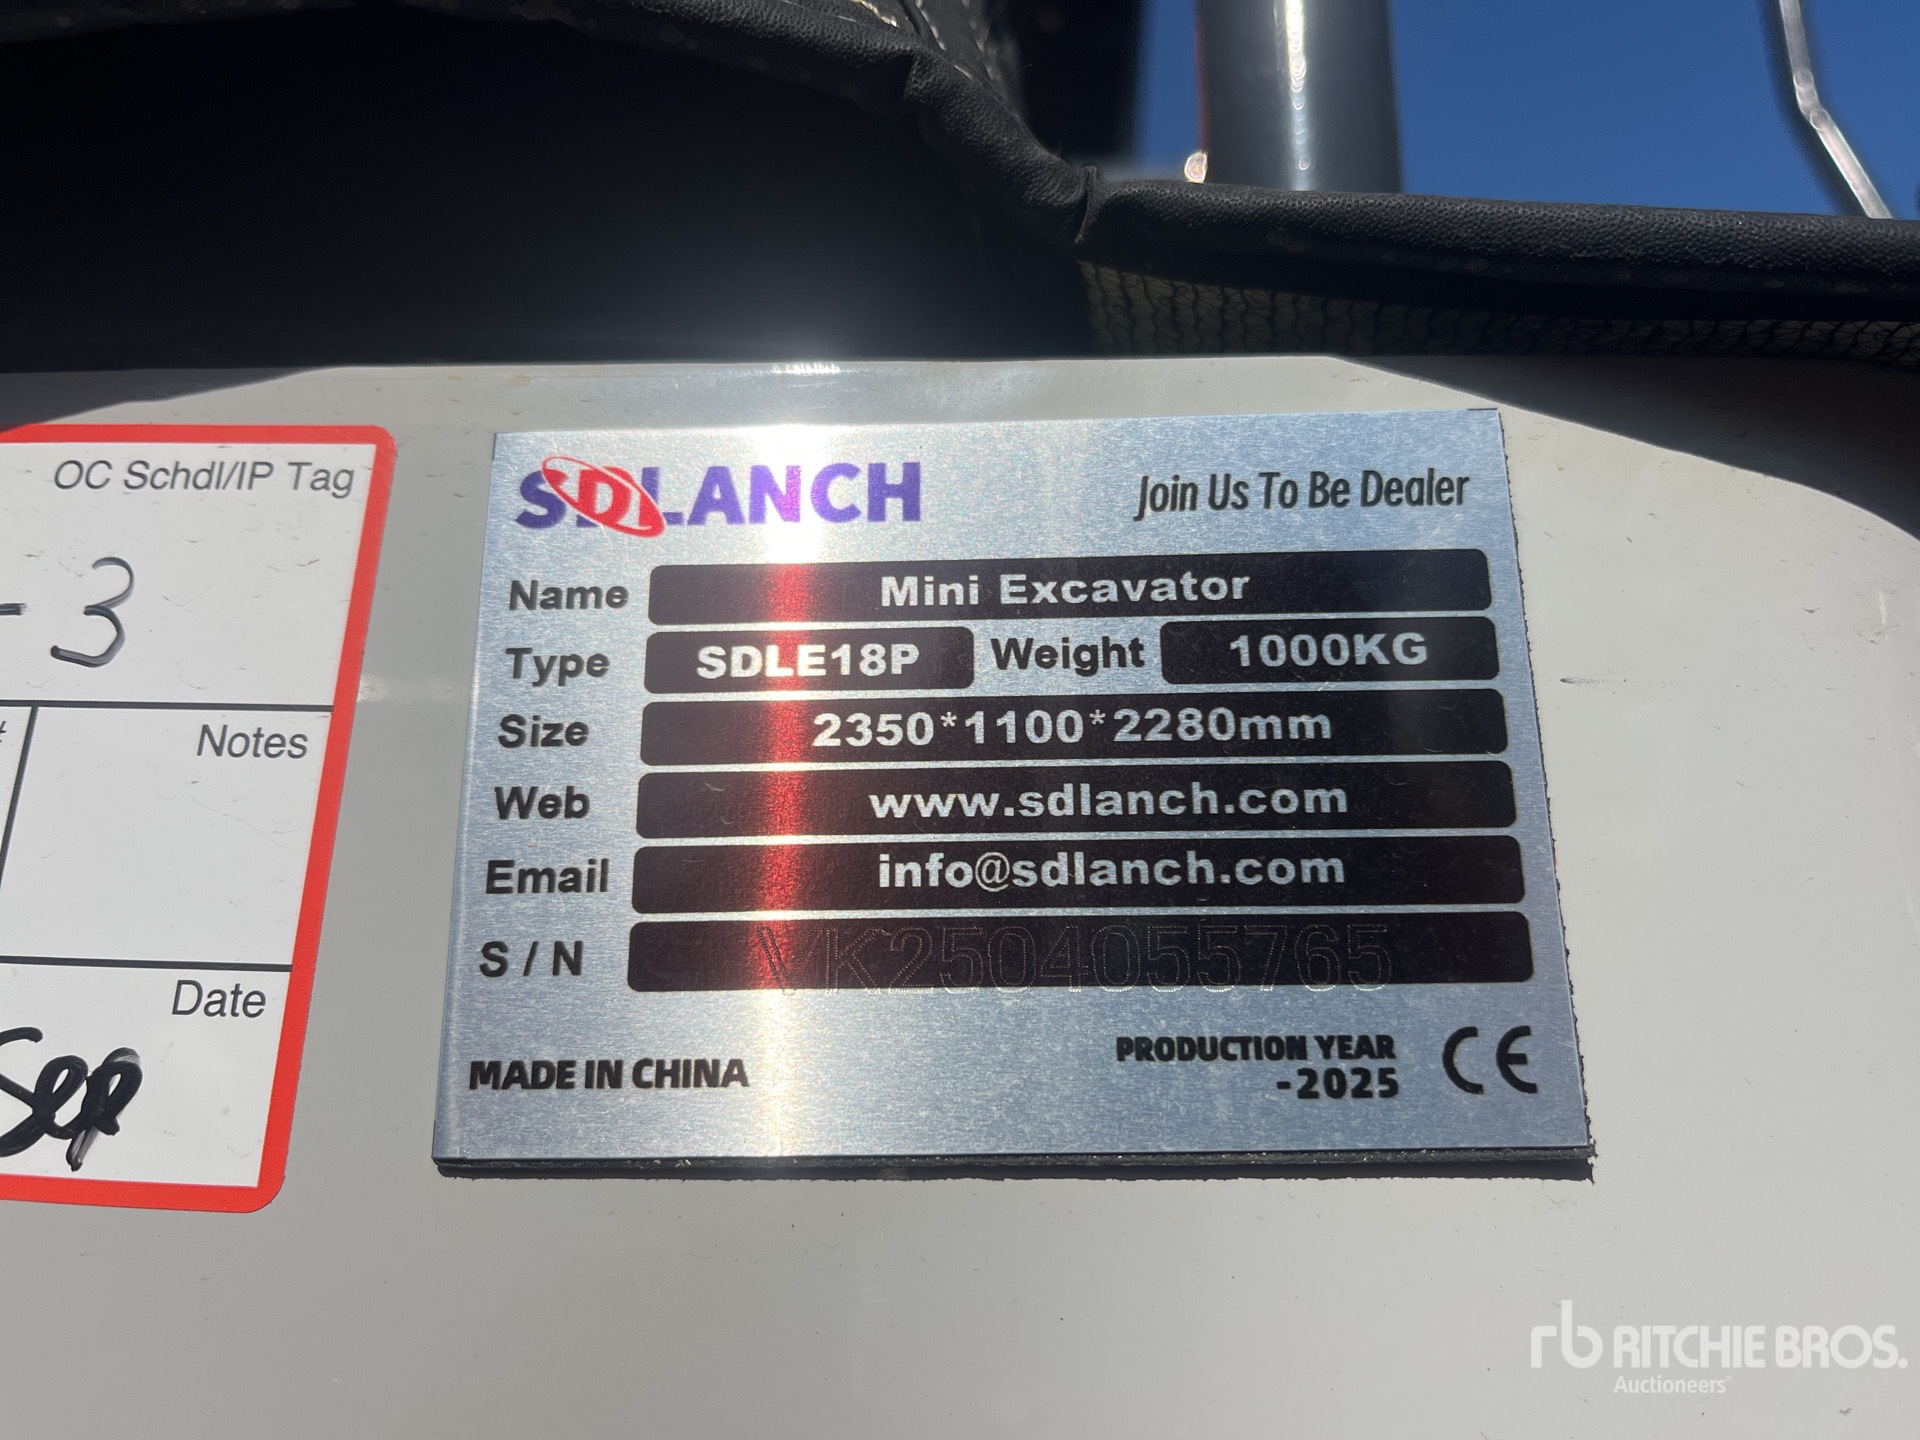 OC Schdl/IP Tag
- 3
#
Notes
Date
Sep
SDLANCH
Join Us To Be Dealer
Name Mini Excavator
Type SDLE18P Weight 1000KG
Size 2350*1100*2280mm
Web www.sdlanch.com
Email info@sdlanch.com
S / N VK2504055765
MADE IN CHINA
PRODUCTION YEAR
-2025
CE
rb RITCHIE BROS.
Auctioneers